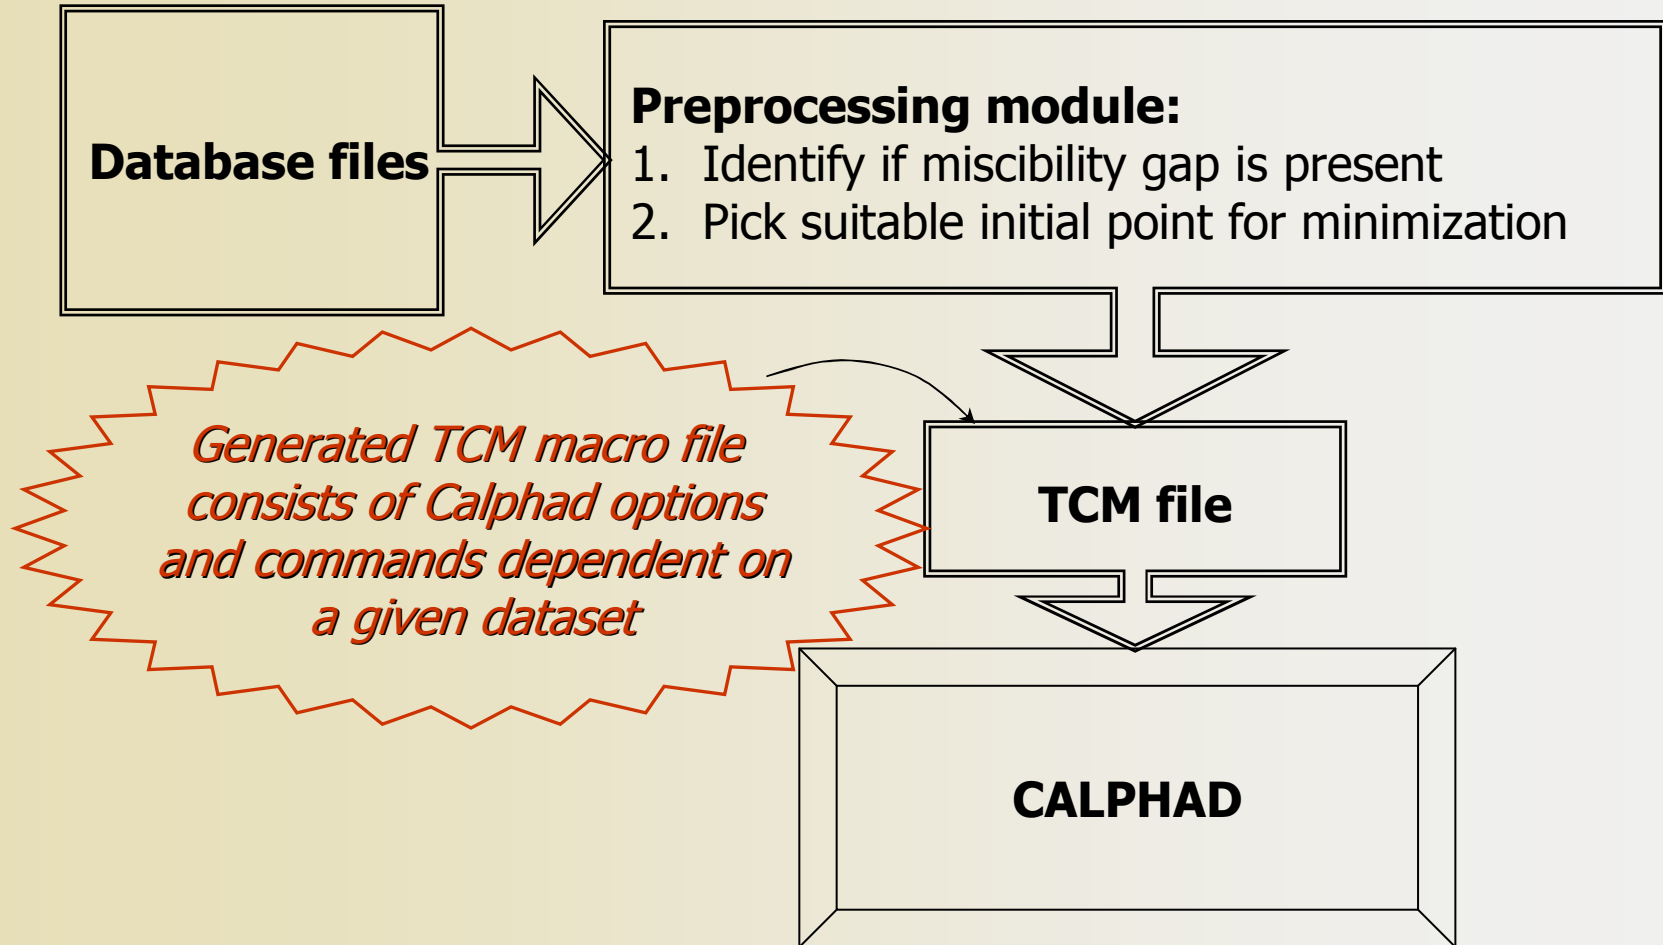 Database files
Preprocessing module:
1. Identify if miscibility gap is present
2. Pick suitable initial point for minimization
Generated TCM macro file
consists of Calphad options
and commands dependent on
a given dataset
TCM file
CALPHAD